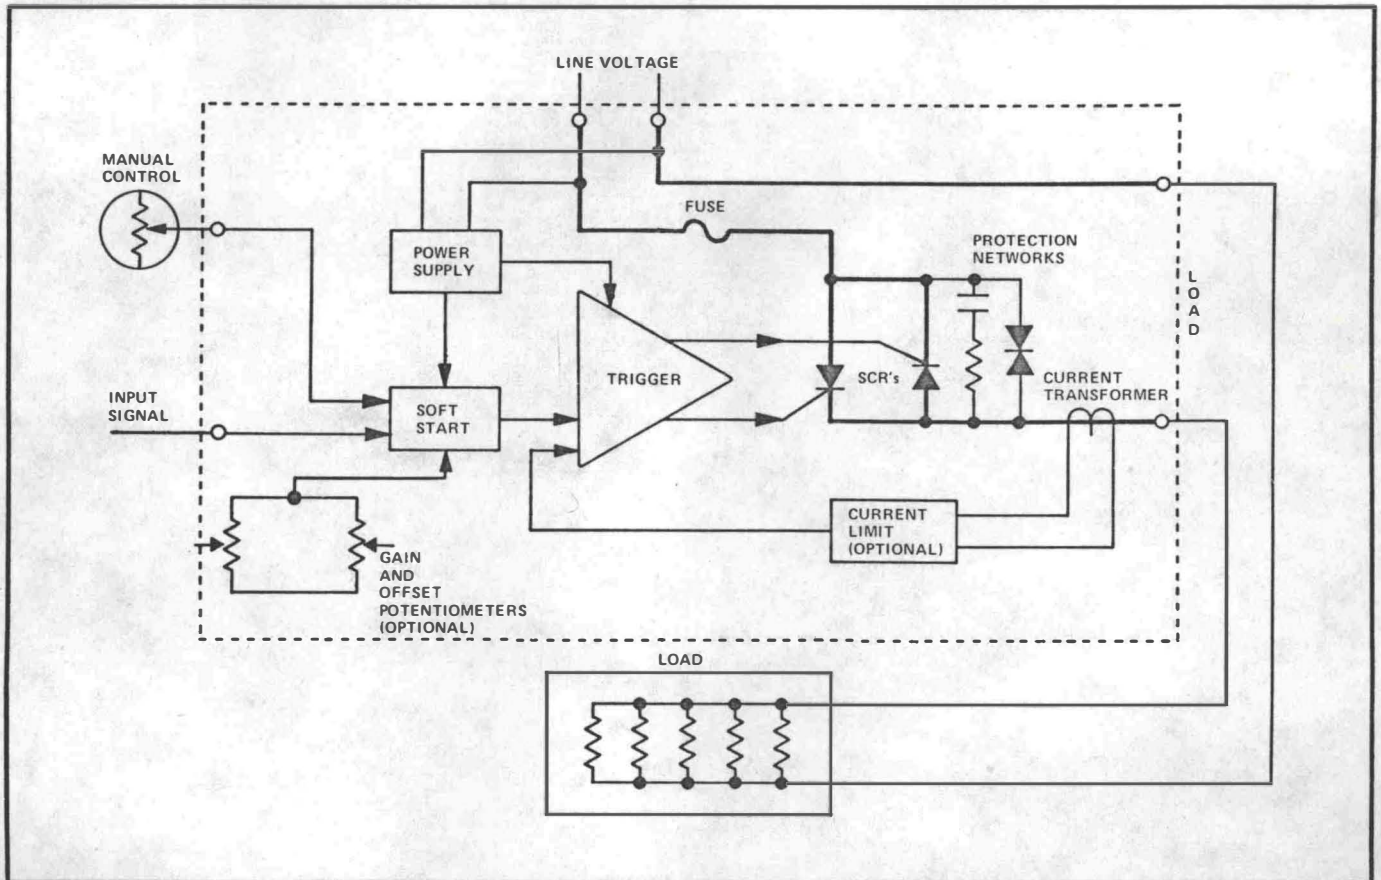 LINE VOLTAGE
MANUAL
CONTROL
FUSE
POWER
SUPPLY
PROTECTION
NETWORKS
LOAD
TRIGGER
SCR's
CURRENT
TRANSFORMER
INPUT
SIGNAL
SOFT
START
CURRENT
LIMIT
(OPTIONAL)
GAIN
AND
OFFSET
POTENTIOMETERS
(OPTIONAL)
LOAD